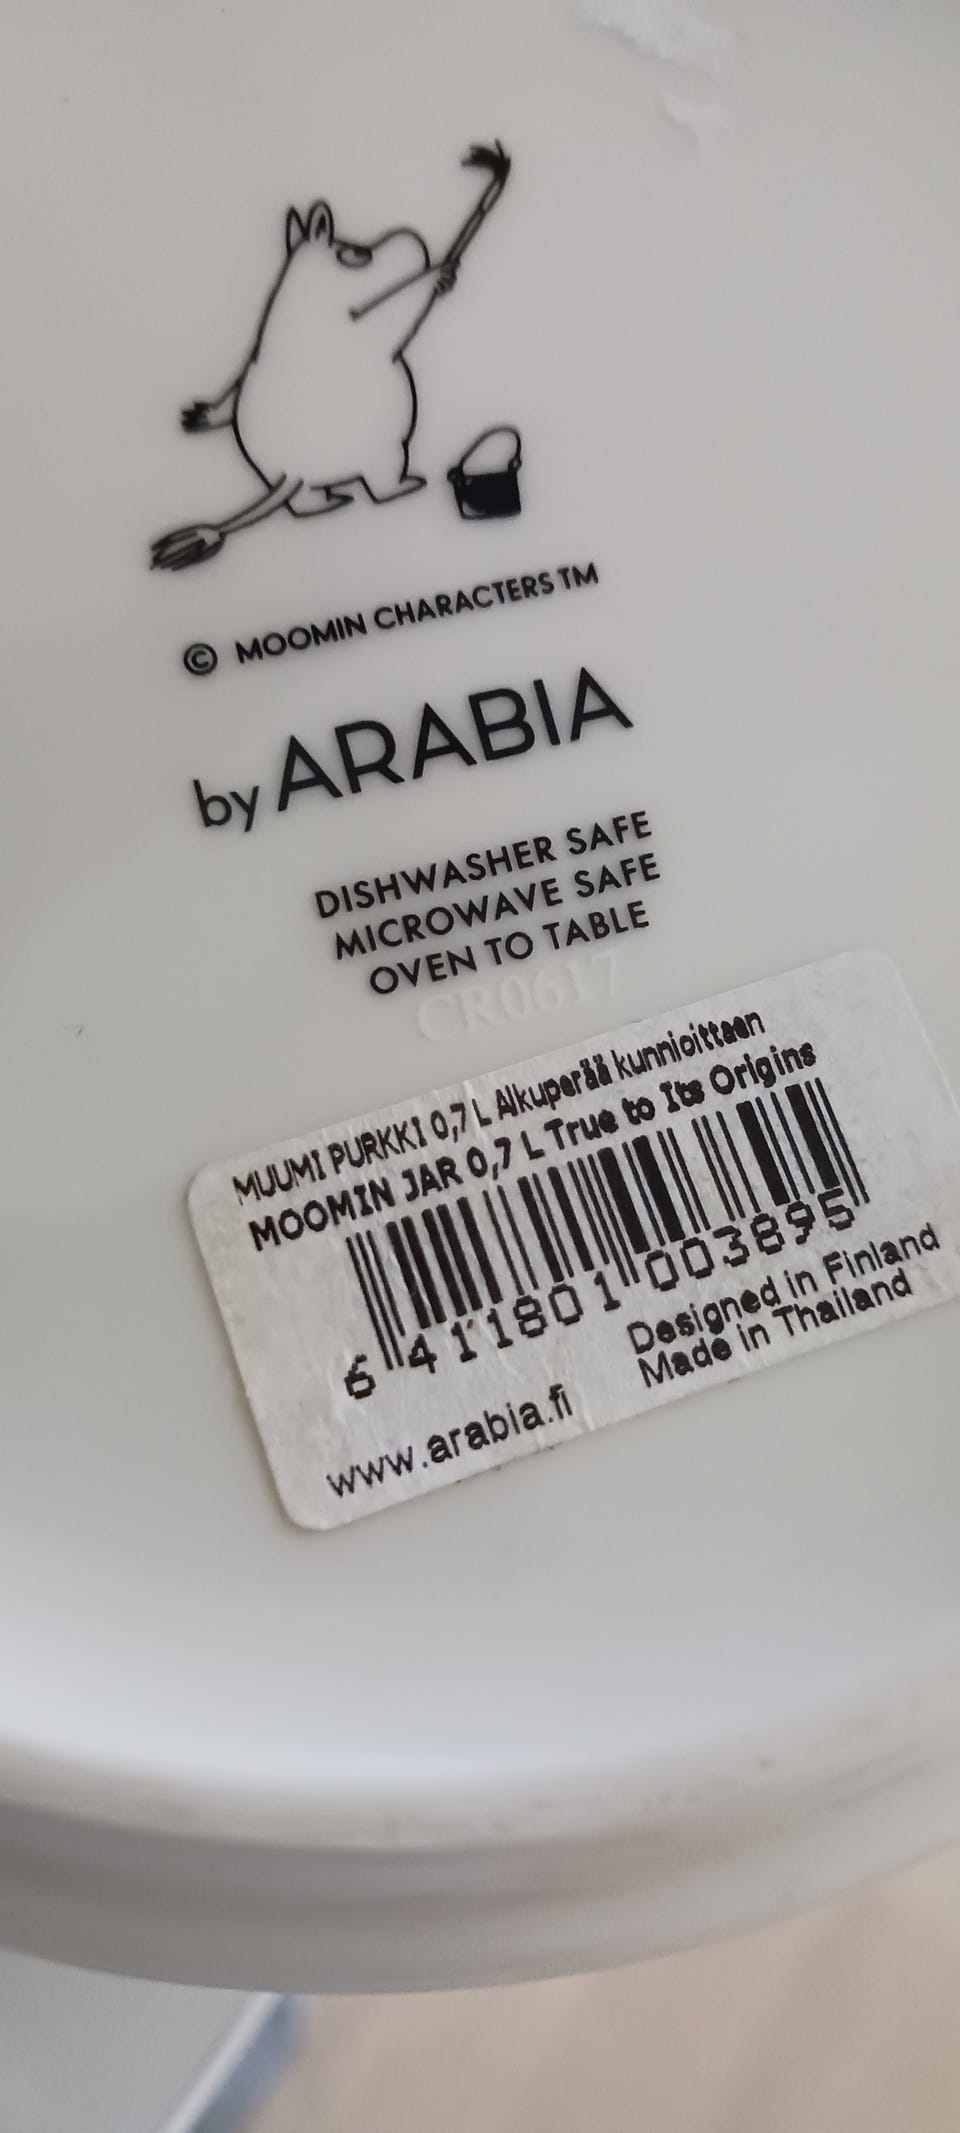 © MOOMIN CHARACTERS TM
by ARABIA
DISHWASHER SAFE
MICROWAVE SAFE
OVEN TO TABLE
CR0617
MUUMI PURKKI 0,7 L Alkuperää kunnioittaen
MOOMIN JAR 0,7 L True to Its Origins
6 411801 003895
Designed in Finland
Made in Thailand
www.arabia.fi